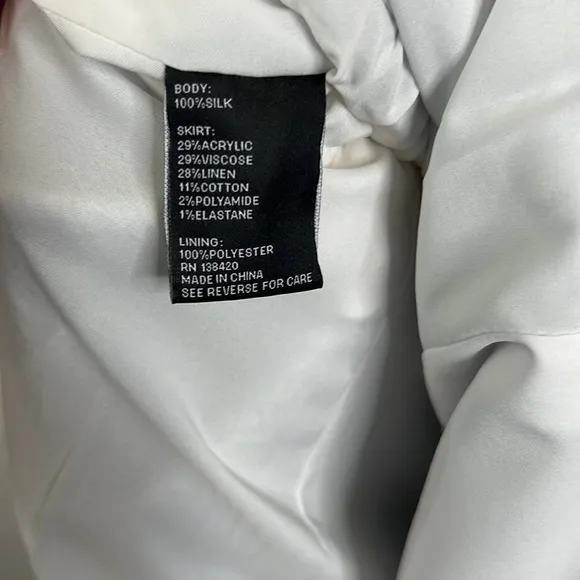 BODY:
100%SILK
SKIRT:
29%ACRYLIC
29%VISCOSE
28%LINEN
11%COTTON
2%POLYAMIDE
1%ELASTANE
LINING:
100%POLYESTER
RN 138420
MADE IN CHINA
SEE REVERSE FOR CARE